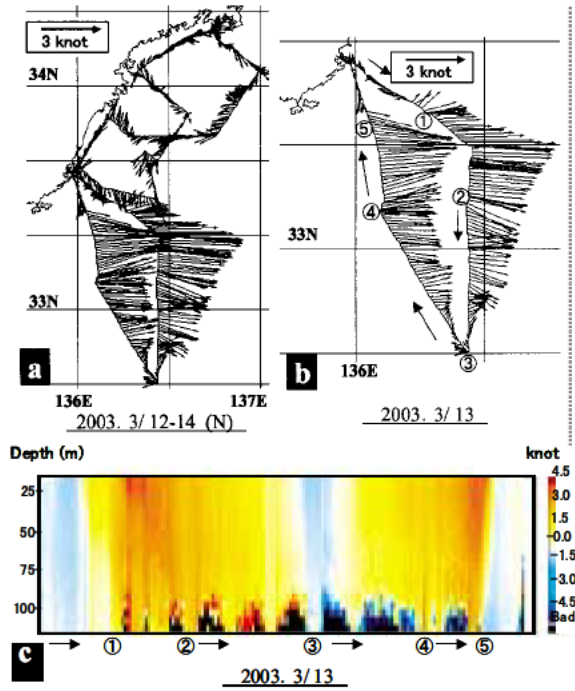 3 knot
34N
33N
a
136E
137E
2003. 3/ 12-14 (N)
3 knot
①
⑤
②
④
33N
③
b
136E
2003. 3/ 13
Depth (m)
knot
25
50
75
100
4.5
3.0
1.5
0.0
-1.5
-3.0
-4.5
Bad
c
① ② ③ ④ ⑤
2003. 3/13